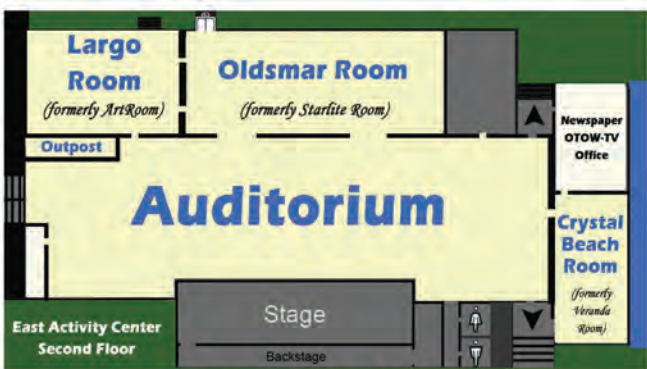 Largo
Room
(formerly ArtRoom)
Oldsmar Room
(formerly Starlite Room)
Newspaper
OTOW-TV
Office
Outpost
Auditorium
Crystal
Beach
Room
(formerly
Veranda
Room)
Stage
East Activity Center
Second Floor
Backstage